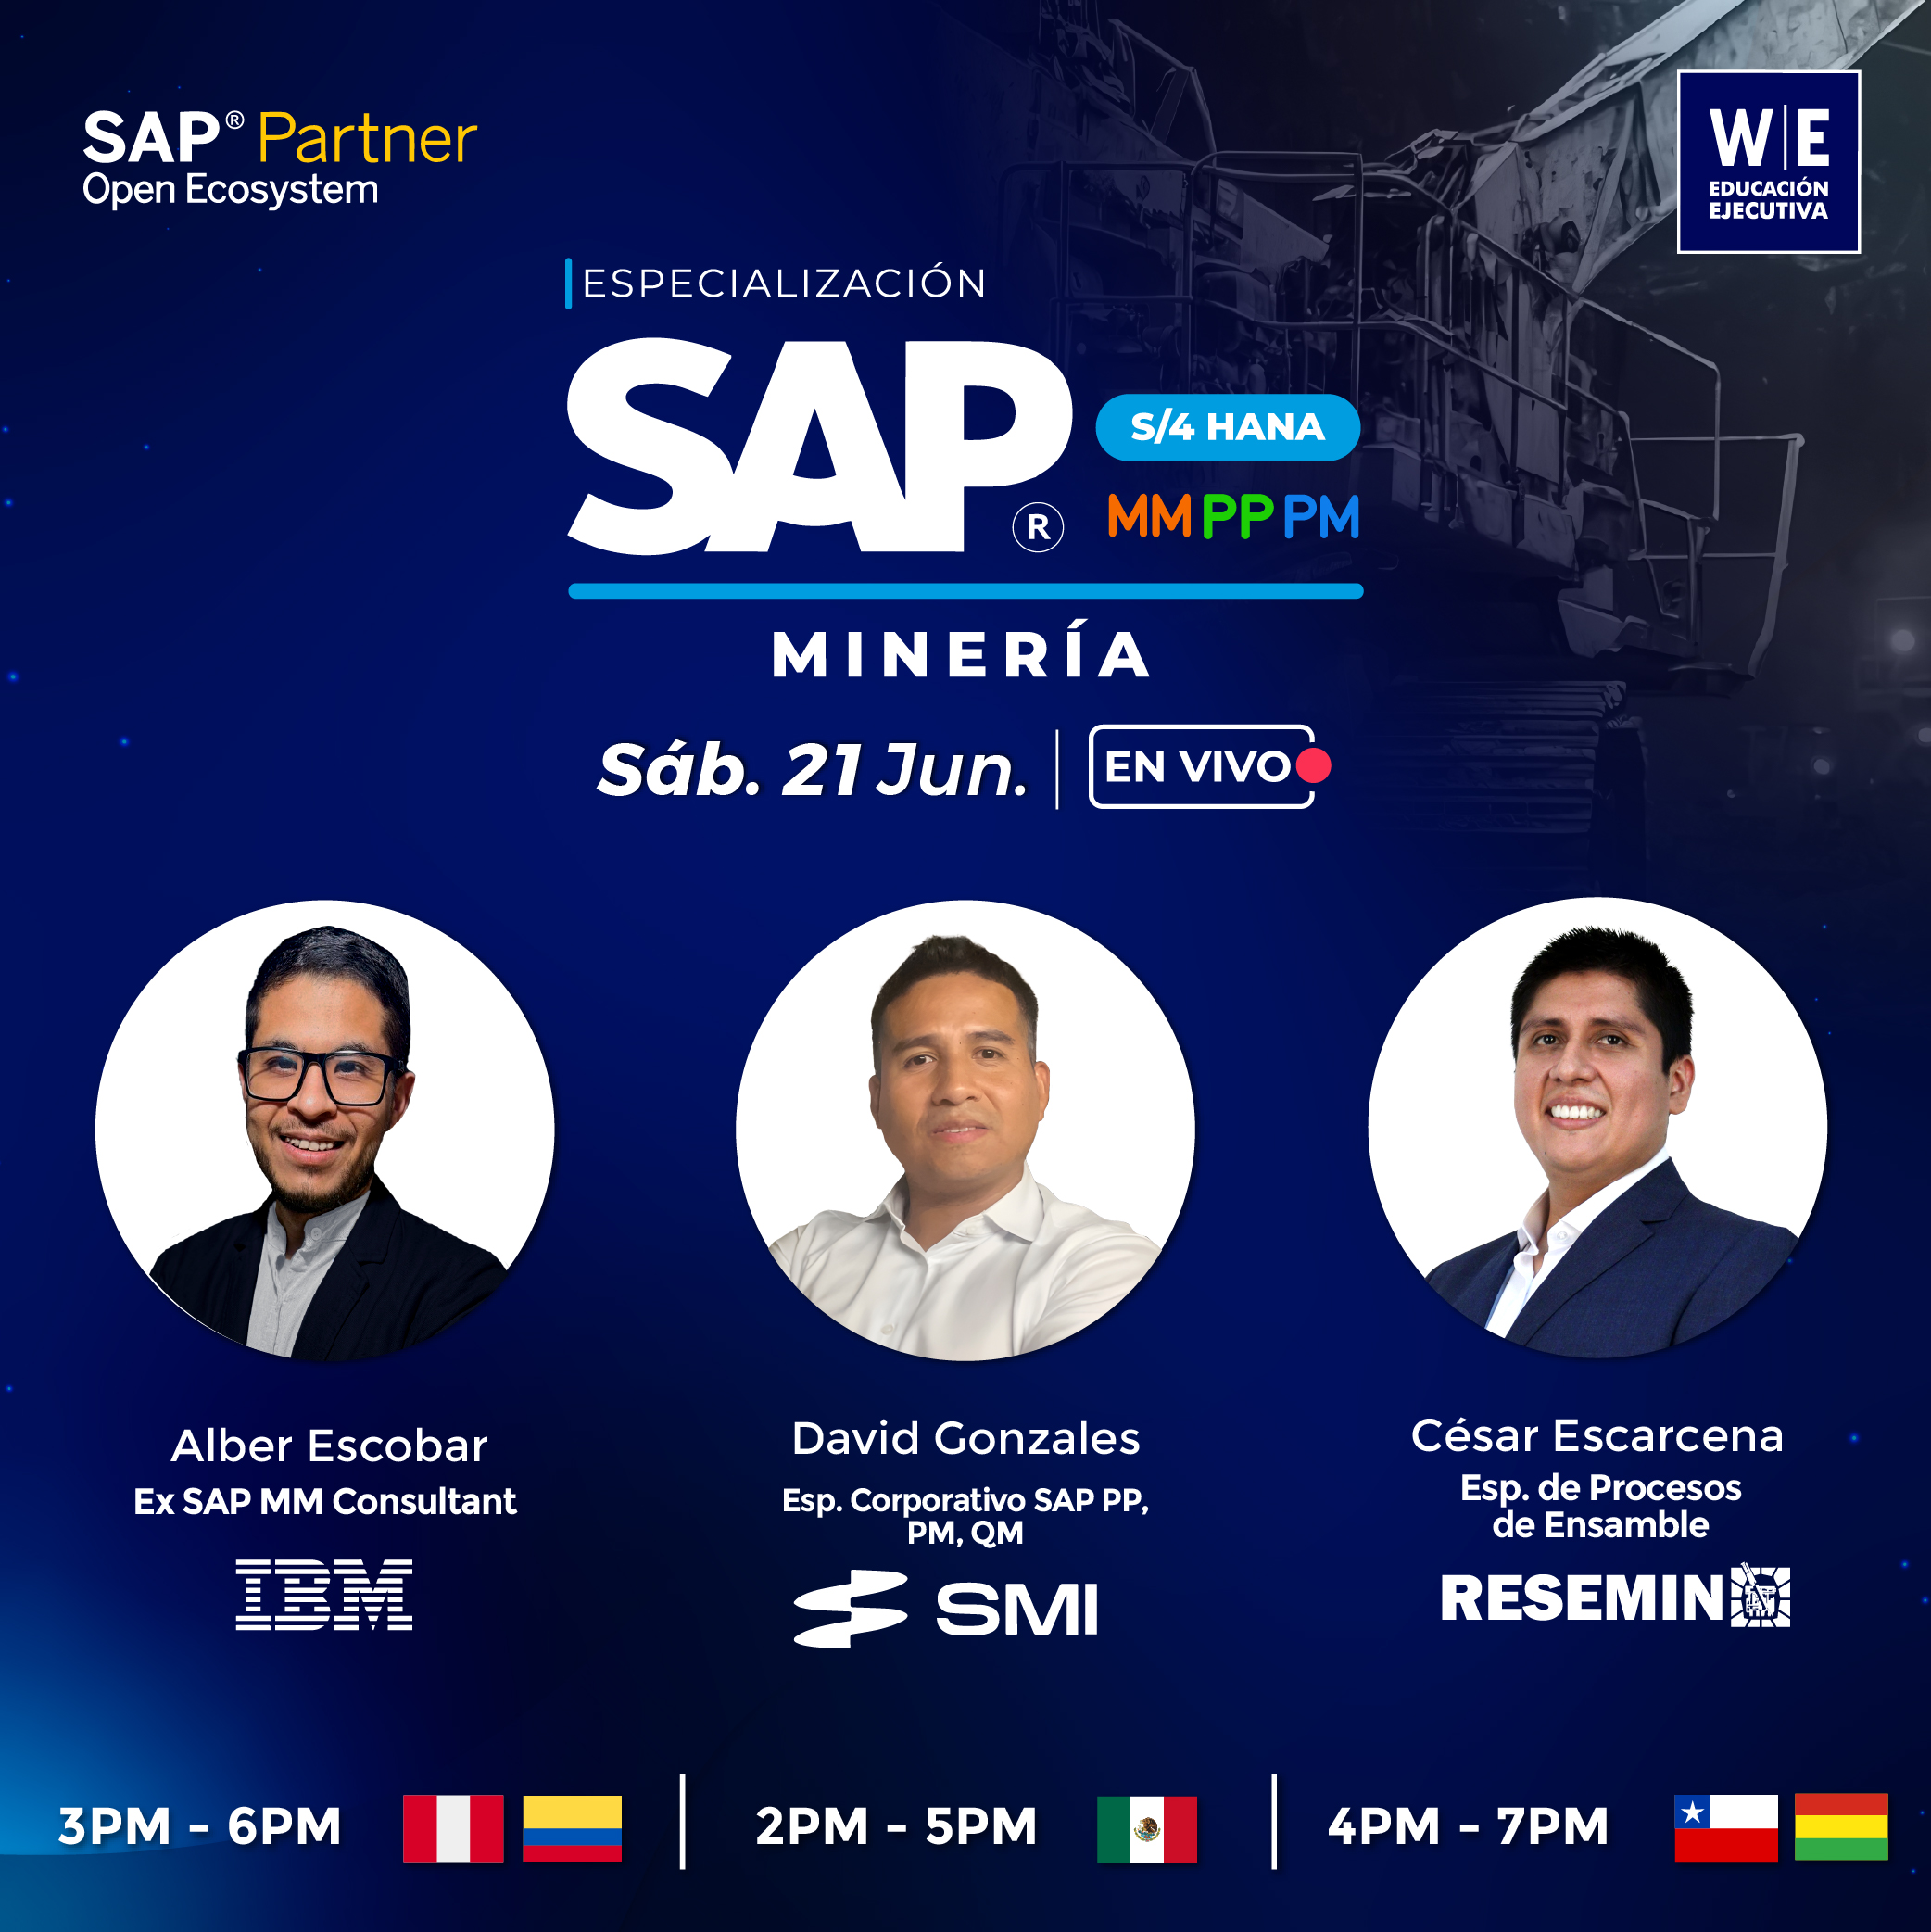 SAP® Partner
Open Ecosystem
W|E
EDUCACIÓN
EJECUTIVA
ESPECIALIZACIÓN
SAP®
S/4 HANA
MM PP PM
MINERÍA
Sáb. 21 Jun.
EN VIVO
Alber Escobar
Ex SAP MM Consultant
IBM
David Gonzales
Esp. Corporativo SAP PP,
PM, QM
SMI
César Escarcena
Esp. de Procesos
de Ensamble
RESEMIN
3PM - 6PM
2PM - 5PM
4PM - 7PM